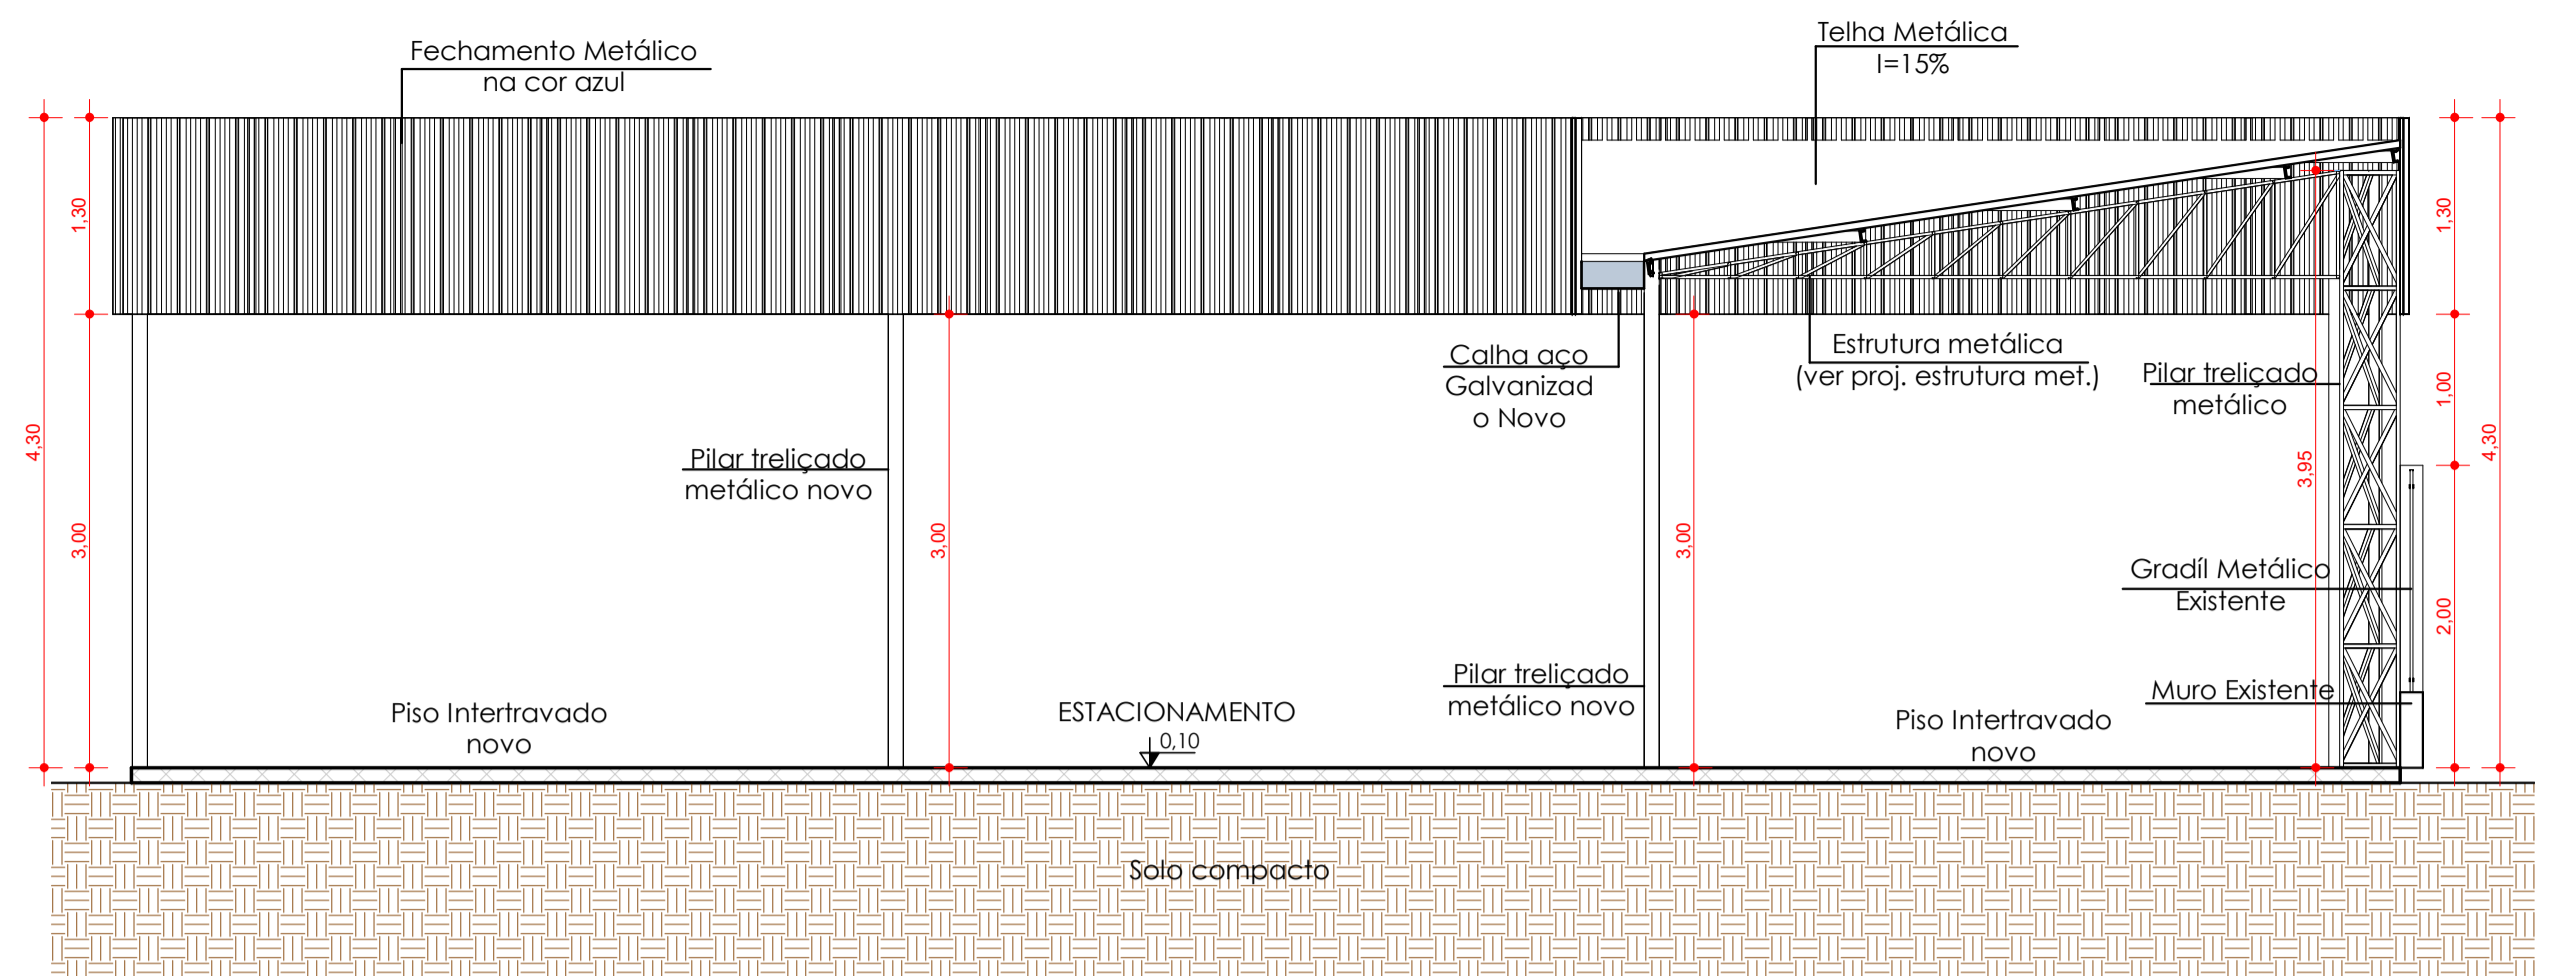 Telha Metálica
I=15%
Fechamento Metálico
na cor azul
1,30
1,30
Calha aço
Galvanizad
o Novo
Estrutura metálica
(ver proj. estrutura met.)
Pilar treliçado
metálico
1,00
4,30
4,30
Pilar treliçado
metálico novo
3,95
3,00
3,00
3,00
Gradíl Metálico
Existente
2,00
Pilar treliçado
metálico novo
Muro Existente
Piso Intertravado
novo
ESTACIONAMENTO
0,10
Piso Intertravado
novo
Solo compacto